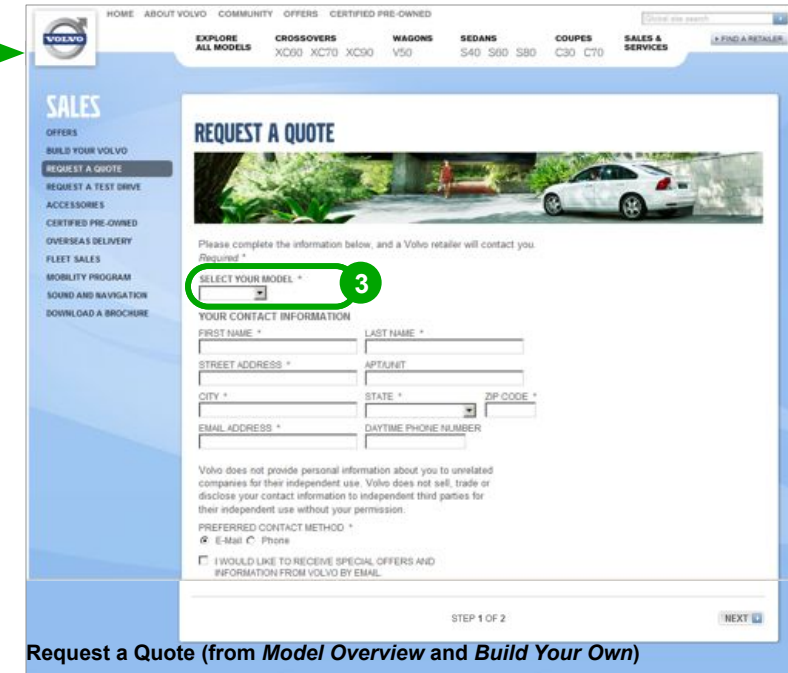 HOME ABOUT VOLVO COMMUNITY OFFERS CERTIFIED PRE-OWNED
Global site search
VOLVO
EXPLORE ALL MODELS
CROSSOVERS
XC60 XC70 XC90
WAGONS
V50
SEDANS
S40 S60 S80
COUPES
C30 C70
SALES & SERVICES
FIND A RETAILER
SALES
OFFERS
BUILD YOUR VOLVO
REQUEST A QUOTE
REQUEST A TEST DRIVE
ACCESSORIES
CERTIFIED PRE-OWNED
OVERSEAS DELIVERY
FLEET SALES
MOBILITY PROGRAM
SOUND AND NAVIGATION
DOWNLOAD A BROCHURE
REQUEST A QUOTE
Please complete the information below, and a Volvo retailer will contact you.
Required *
SELECT YOUR MODEL *
3
YOUR CONTACT INFORMATION
FIRST NAME * LAST NAME *
STREET ADDRESS * APT/UNIT
CITY * STATE * ZIP CODE *
EMAIL ADDRESS * DAYTIME PHONE NUMBER
Volvo does not provide personal information about you to unrelated
companies for their independent use. Volvo does not sell, trade or
disclose your contact information to independent third parties for
their independent use without your permission.
PREFERRED CONTACT METHOD *
E-Mail Phone
I WOULD LIKE TO RECEIVE SPECIAL OFFERS AND
INFORMATION FROM VOLVO BY EMAIL.
STEP 1 OF 2
NEXT
Request a Quote (from Model Overview and Build Your Own)